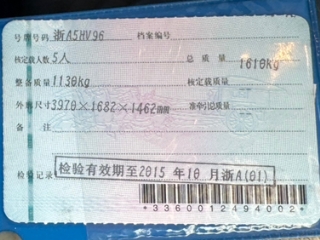 号牌号码 浙A5HV96 档案编号
核定载人数 5人 总质量 1610kg
整备质量 1130kg 核定载质量
外廓尺寸 3970×1682×1462mm 准牵引总质量
备注
检验记录 检验有效期至2015年10月浙A(01)
*3360012494002*